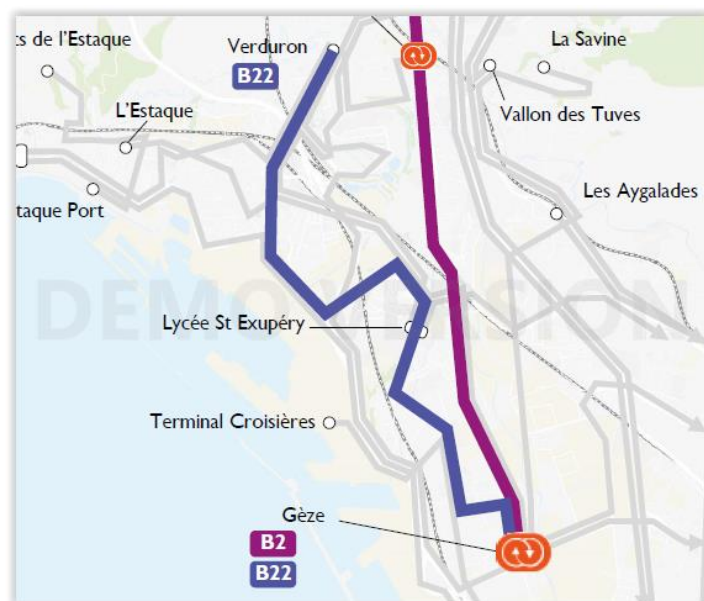 ts de l'Estaque
Verduron
B22
La Savine
L'Estaque
Vallon des Tuves
taque Port
Les Aygalades
DEMO VERSION
Lycée St Exupéry
Terminal Croisières
Gèze
B2
B22